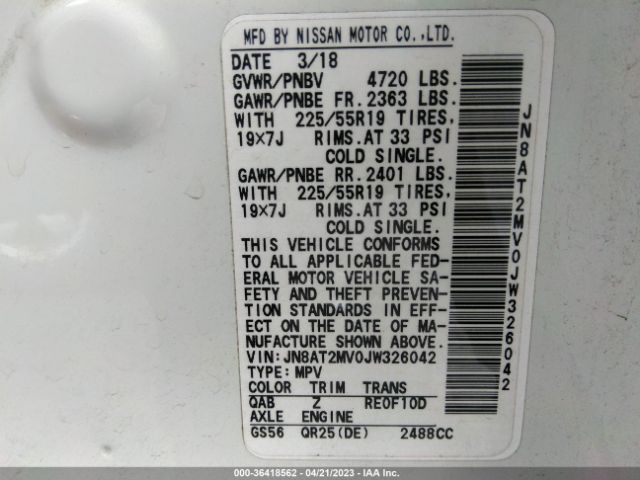 MFD BY NISSAN MOTOR CO.,LTD.
DATE 3/18
GVWR/PNBV 4720 LBS.
GAWR/PNBE FR. 2363 LBS.
WITH 225/55R19 TIRES,
19×7J RIMS.AT 33 PSI
COLD SINGLE.
GAWR/PNBE RR. 2401 LBS.
WITH 225/55R19 TIRES,
19×7J RIMS.AT 33 PSI
COLD SINGLE.
THIS VEHICLE CONFORMS
TO ALL APPLICABLE FED-
ERAL MOTOR VEHICLE SA-
FETY AND THEFT PREVEN-
TION STANDARDS IN EFF-
ECT ON THE DATE OF MA-
NUFACTURE SHOWN ABOVE.
VIN:JN8AT2MV0JW326042
TYPE: MPV
COLOR TRIM TRANS
QAB Z RE0F10D
AXLE ENGINE
GS56 QR25(DE) 2488CC
JN8AT2MV0JW326042
000-36418562 - 04/21/2023 - IAA Inc.